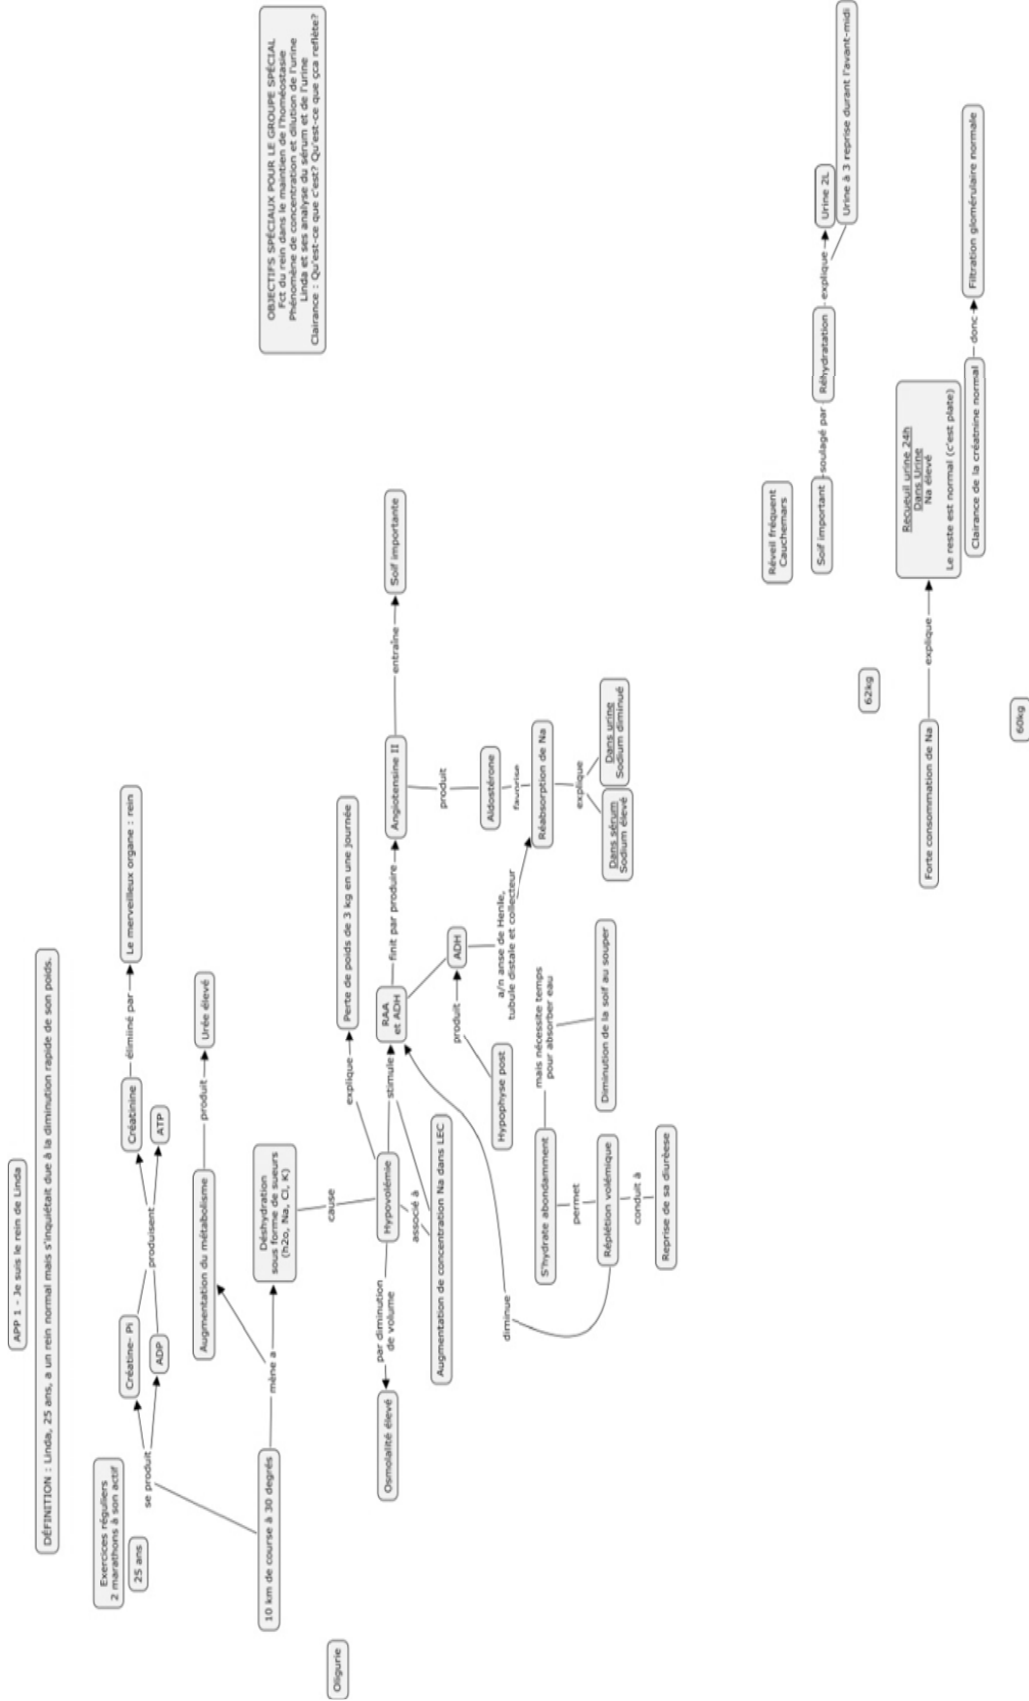 APP 1 - Je suis le rein de Linda
DÉFINITION : Linda, 25 ans, a un rein normal mais s'inquiétait due à la diminution rapide de son poids.
Exercices réguliers
2 marathons à son actif
25 ans
se produit
Créatine- Pi
ADP
produisent
Créatinine
ATP
élimiiné par
Le merveilleux organe : rein
10 km de course à 30 degrés
mène a
Augmentation du métabolisme
produit
Urée élevé
Déshydration
sous forme de sueurs
(h2o, Na, Cl, K)
OBJECTIFS SPÉCIAUX POUR LE GROUPE SPÉCIAL
Fct du rein dans le maintien de l'homéostasie
Phénomène de concentration et dilution de l'urine
Linda et ses analyse du sérum et de l'urine
Clairance : Qu'est-ce que c'est? Qu'est-ce que çca reflète?
cause
Oligurie
explique
Perte de poids de 3 kg en une journée
Osmolalité élevé
par diminution
de volume
Hypovolémie
stimule
RAA
et ADH
finit par produire
Angiotensine II
entraîne
Soif importante
associé à
Augmentation de concentration Na dans LEC
produit
ADH
produit
Aldostérone
Hypophyse post
a/n anse de Henle,
tubule distale et collecteur
favorise
Réabsorption de Na
diminue
S'hydrate abondamment
mais nécessite temps
pour absorber eau
explique
permet
Réplétion volémique
Diminution de la soif au souper
Dans sérum
Sodium élevé
Dans urine
Sodium diminué
conduit à
Reprise de sa diurèese
Réveil fréquent
Cauchemars
Soif important
soulagé par
Réhydratation
explique
Urine 2L
Urine à 3 reprise durant l'avant-midi
62kg
Forte consommation de Na
explique
Recueuil urine 24h
Dans Urine
Na élevé
Le reste est normal (c'est plate)
Clairance de la créatnine normal
donc
Filtration glomérulaire normale
60kg